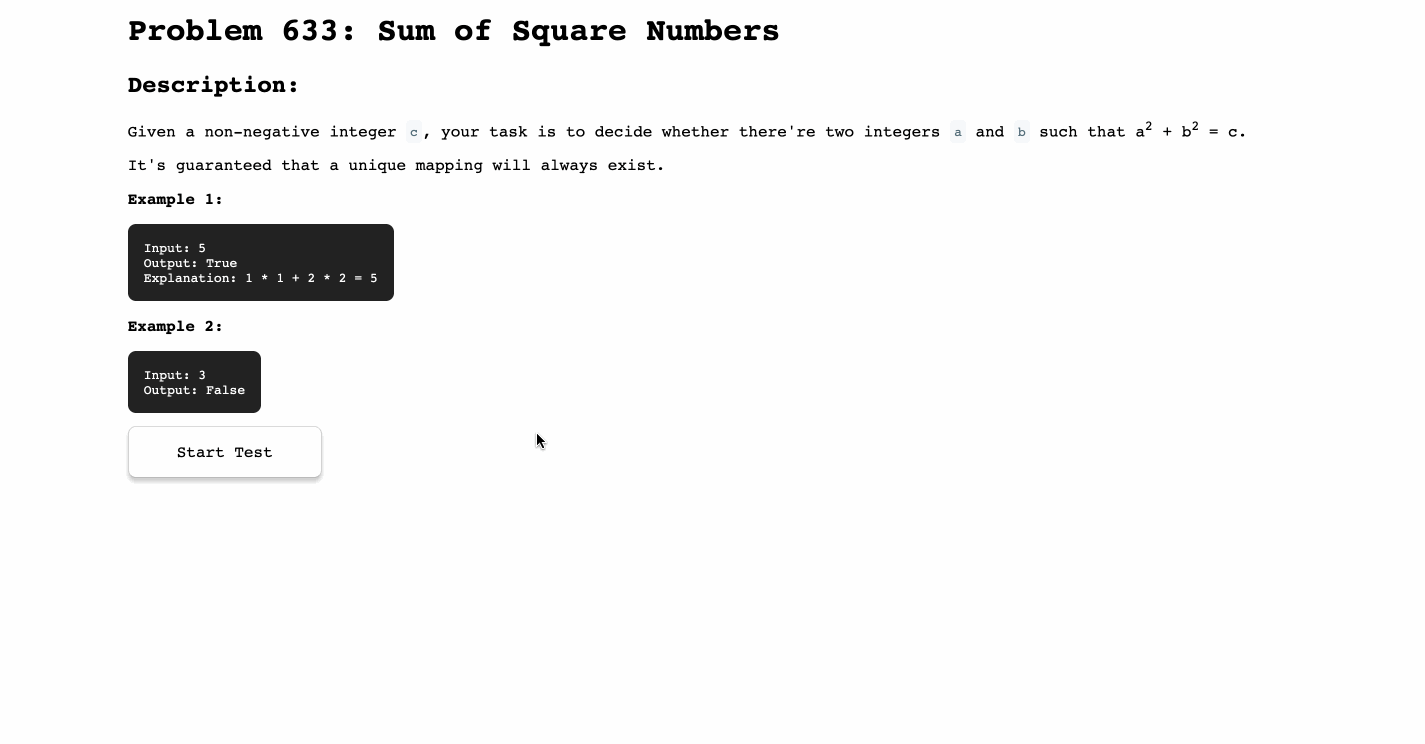 Problem 633: Sum of Square Numbers
Description:
Given a non-negative integer c, your task is to decide whether there're two integers a and b such that a² + b² = c.
It's guaranteed that a unique mapping will always exist.
Example 1:
Input: 5
Output: True
Explanation: 1 * 1 + 2 * 2 = 5
Example 2:
Input: 3
Output: False
Start Test